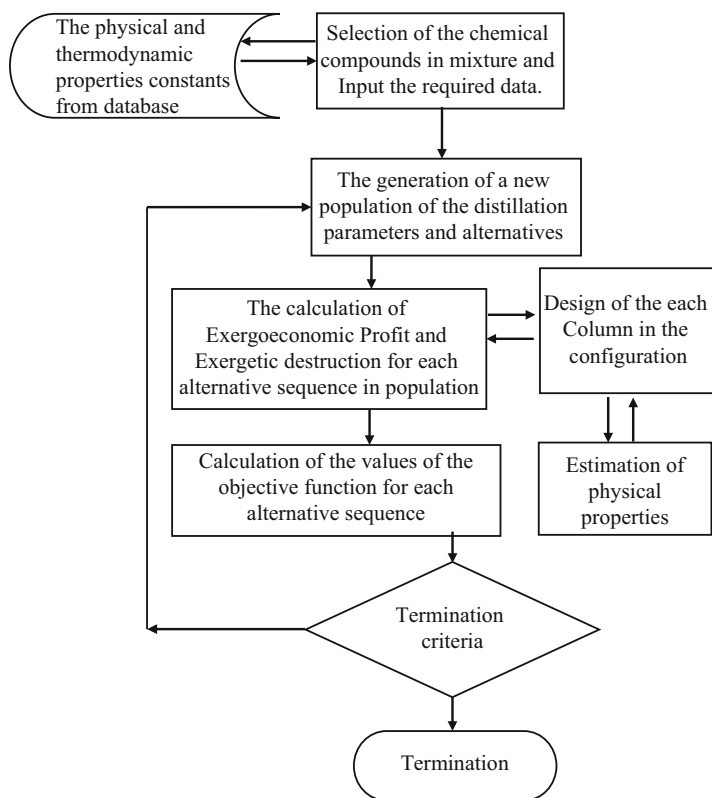 The physical and
thermodynamic
properties constants
from database
Selection of the chemical
compounds in mixture and
Input the required data.
The generation of a new
population of the distillation
parameters and alternatives
The calculation of
Exergoeconomic Profit and
Exergetic destruction for each
alternative sequence in population
Design of the each
Column in the
configuration
Calculation of the values of the
objective function for each
alternative sequence
Estimation of
physical
properties
Termination
criteria
Termination